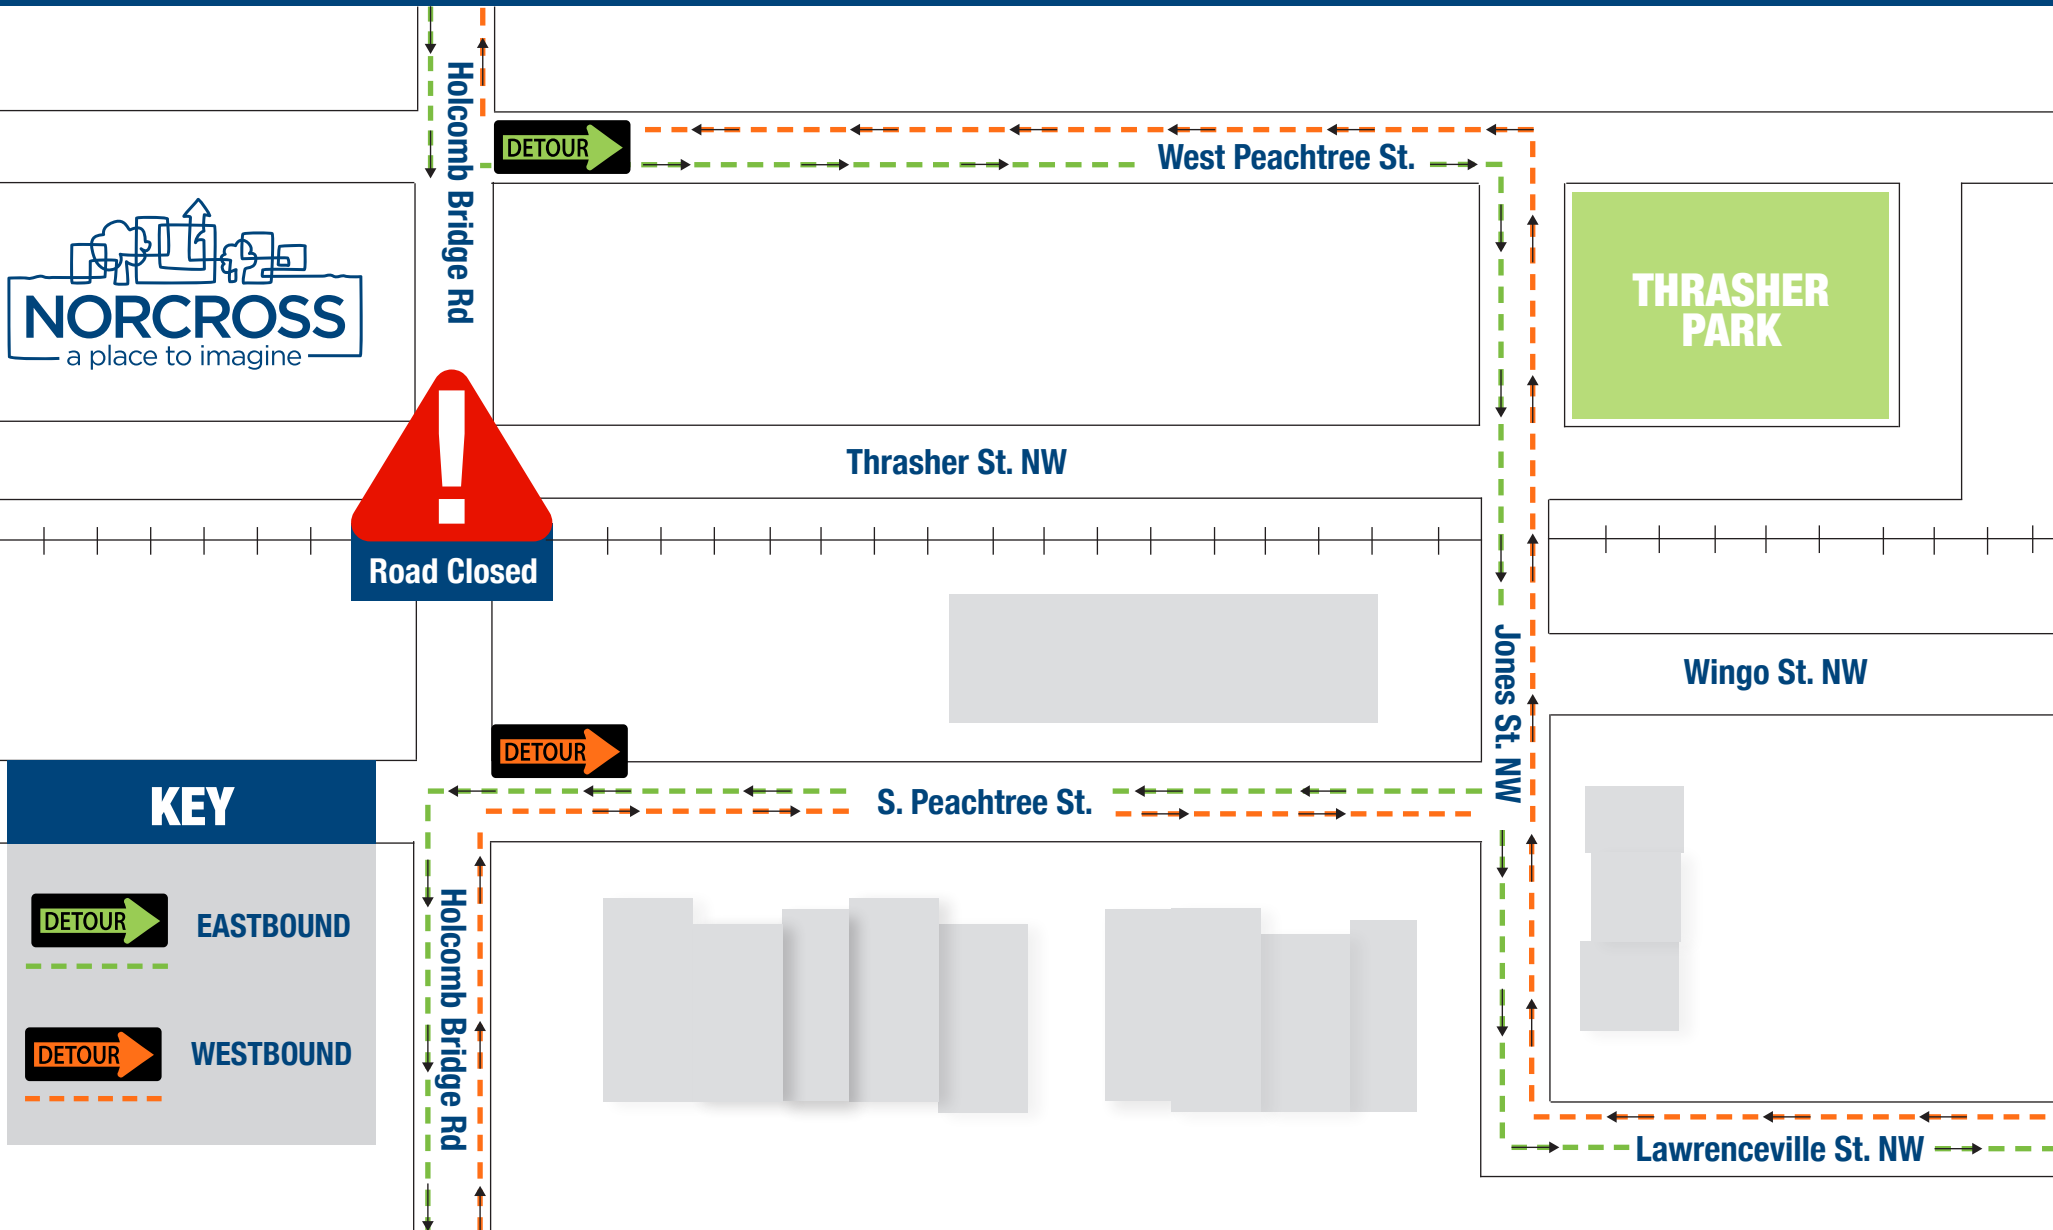 Holcomb Bridge Rd
DETOUR
West Peachtree St.
NORCROSS
a place to imagine
THRASHER
PARK
!
Road Closed
Thrasher St. NW
Jones St. NW
Wingo St. NW
DETOUR
S. Peachtree St.
KEY
DETOUR
EASTBOUND
DETOUR
WESTBOUND
Holcomb Bridge Rd
Lawrenceville St. NW